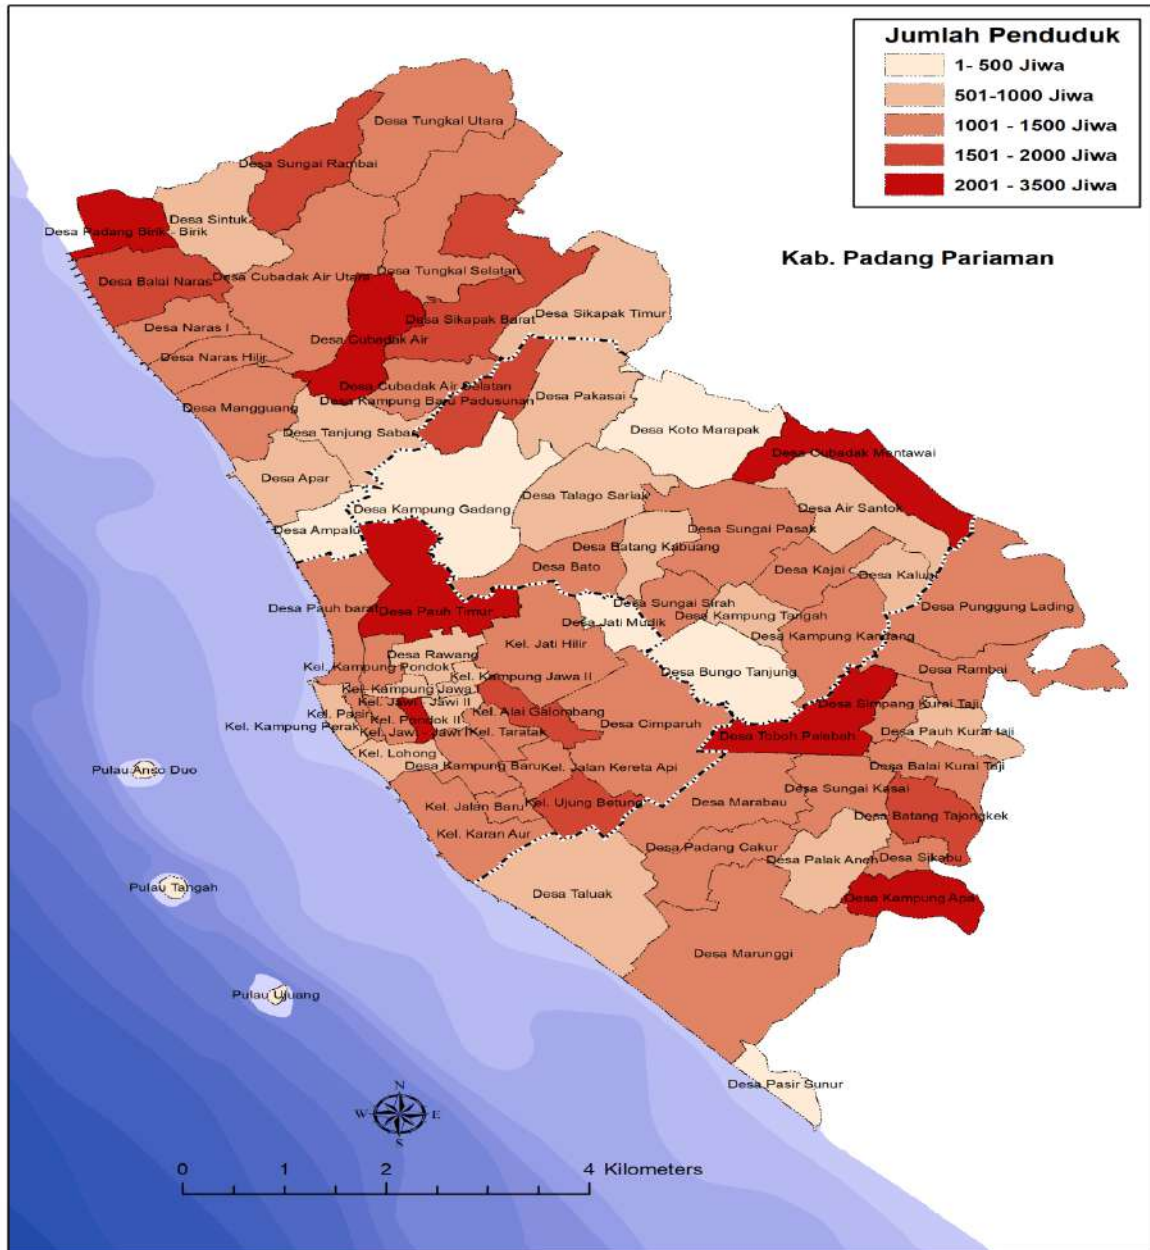 Jumlah Penduduk
1- 500 Jiwa
501-1000 Jiwa
1001 - 1500 Jiwa
1501 - 2000 Jiwa
2001 - 3500 Jiwa
Kab. Padang Pariaman
Desa Tungkal Utara
Desa Sungai Rambai
Desa Sintuk
Desa Padang Birik - Birik
Desa Balai Naras
Desa Cubadak Air Utara
Desa Tungkal Selatan
Desa Sikapak Barat
Desa Sikapak Timur
Desa Naras I
Desa Cubadak Air
Desa Naras Hilir
Desa Cubadak Air Selatan
Desa Kampung Baru Padusunan
Desa Pakasai
Desa Mangguang
Desa Tanjung Sabar
Desa Koto Marapak
Desa Cubadak Mentawai
Desa Apar
Desa Talago Sariak
Desa Kampung Gadang
Desa Air Santok
Desa Ampalu
Desa Sungai Pasak
Desa Batang Kabuang
Desa Bato
Desa Kajai
Desa Kaluat
Desa Pauh barat
Desa Pauh Timur
Desa Sungai Sirah
Desa Jati Mudik
Desa Kampung Tangah
Desa Punggung Lading
Desa Kampung Kandang
Kel. Jati Hilir
Desa Rawang
Kel. Kampung Pondok
Kel. Kampung Jawa II
Desa Bungo Tanjung
Desa Rambai
Kel. Kampung Jawa I
Kel. Jawi - Jawi II
Kel. Alai Galombang
Desa Simpang Kurai Taji
Kel. Pasir
Kel. Pondok II
Desa Cimparuh
Kel. Kampung Perak
Kel. Jawi - Jawi I
Kel. Taratak
Desa Toboh Palabah
Desa Pauh Kurai taji
Kel. Lohong
Desa Kampung Baru
Kel. Jalan Kereta Api
Desa Balai Kurai Taji
Pulau Anso Duo
Desa Sungai Kasai
Kel. Jalan Baru
Kel. Ujung Betung
Desa Marabau
Desa Batang Tajongkek
Kel. Karan Aur
Desa Padang Cakur
Desa Palak Aneh
Desa Sikabu
Pulau Tangah
Desa Taluak
Desa Kampung Apa
Desa Marunggi
Pulau Ujuang
Desa Pasir Sunur
N
W
E
S
0
1
2
4 Kilometers